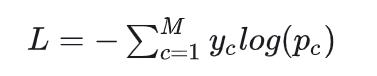 L = −∑_{c=1}^{M} y_c log(p_c)